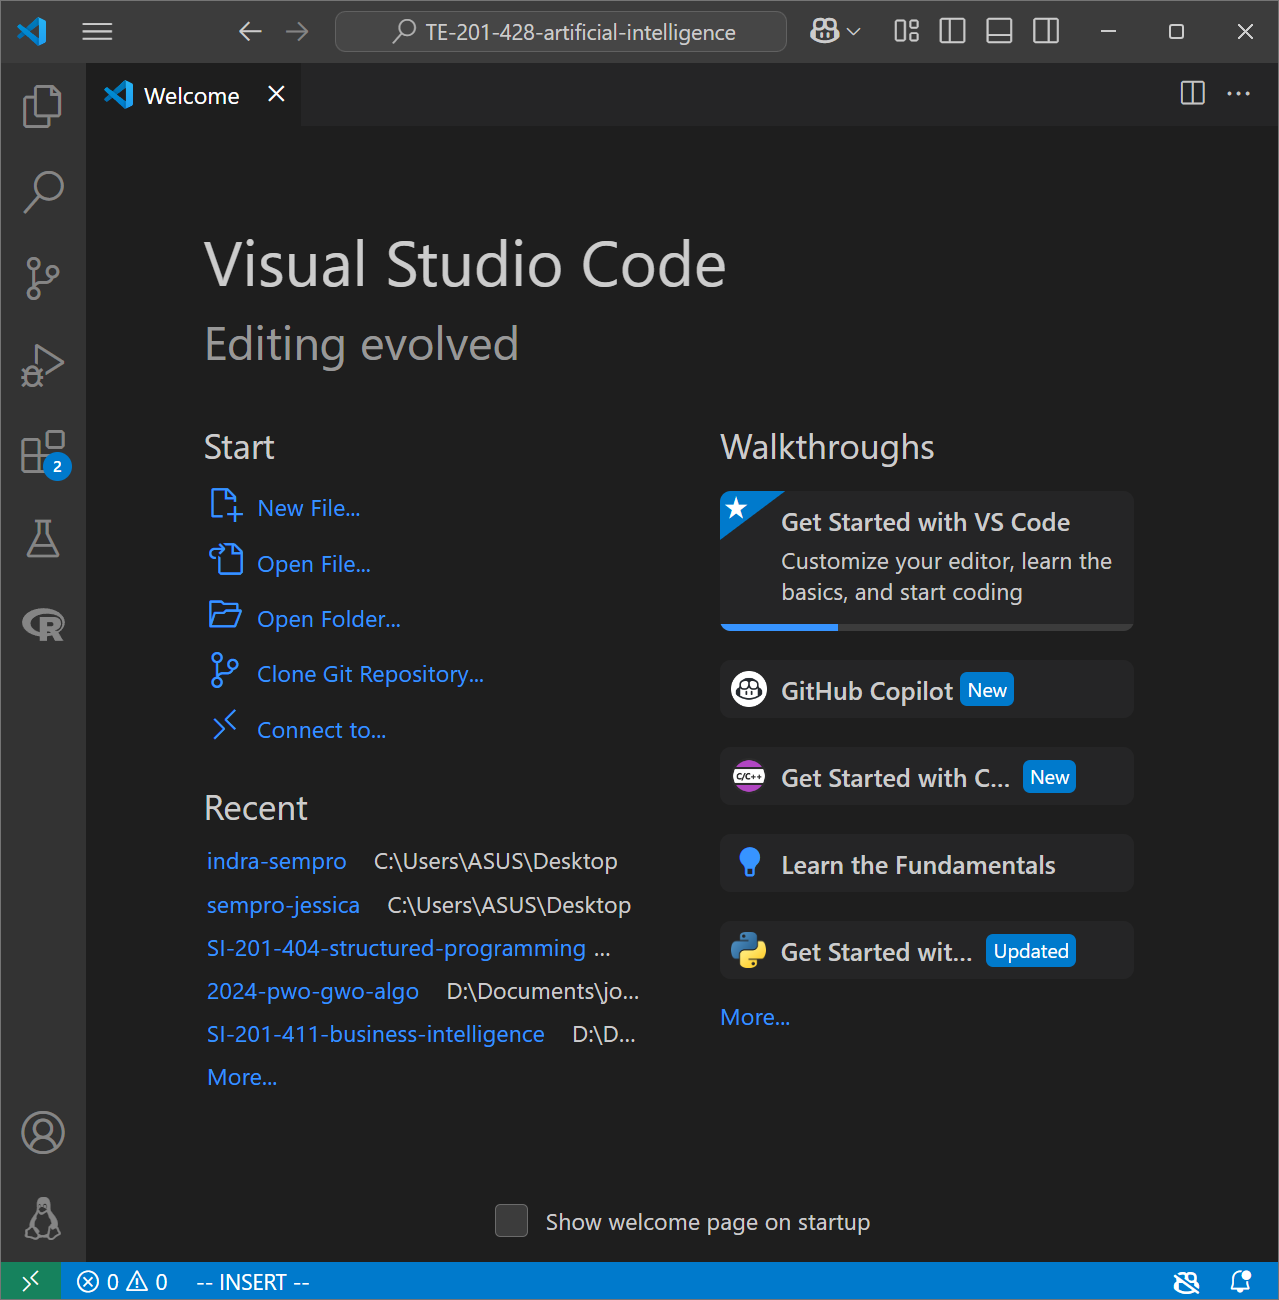 TE-201-428-artificial-intelligence
Welcome
Visual Studio Code
Editing evolved
Start
New File...
Open File...
Open Folder...
Clone Git Repository...
Connect to...
Recent
indra-sempro C:\Users\ASUS\Desktop
sempro-jessica C:\Users\ASUS\Desktop
SI-201-404-structured-programming ...
2024-pwo-gwo-algo D:\Documents\jo...
SI-201-411-business-intelligence D:\D...
More...
Walkthroughs
Get Started with VS Code
Customize your editor, learn the
basics, and start coding
GitHub Copilot New
C/C++ Get Started with C... New
Learn the Fundamentals
Get Started wit... Updated
More...
2
R
Show welcome page on startup
0 0 -- INSERT --